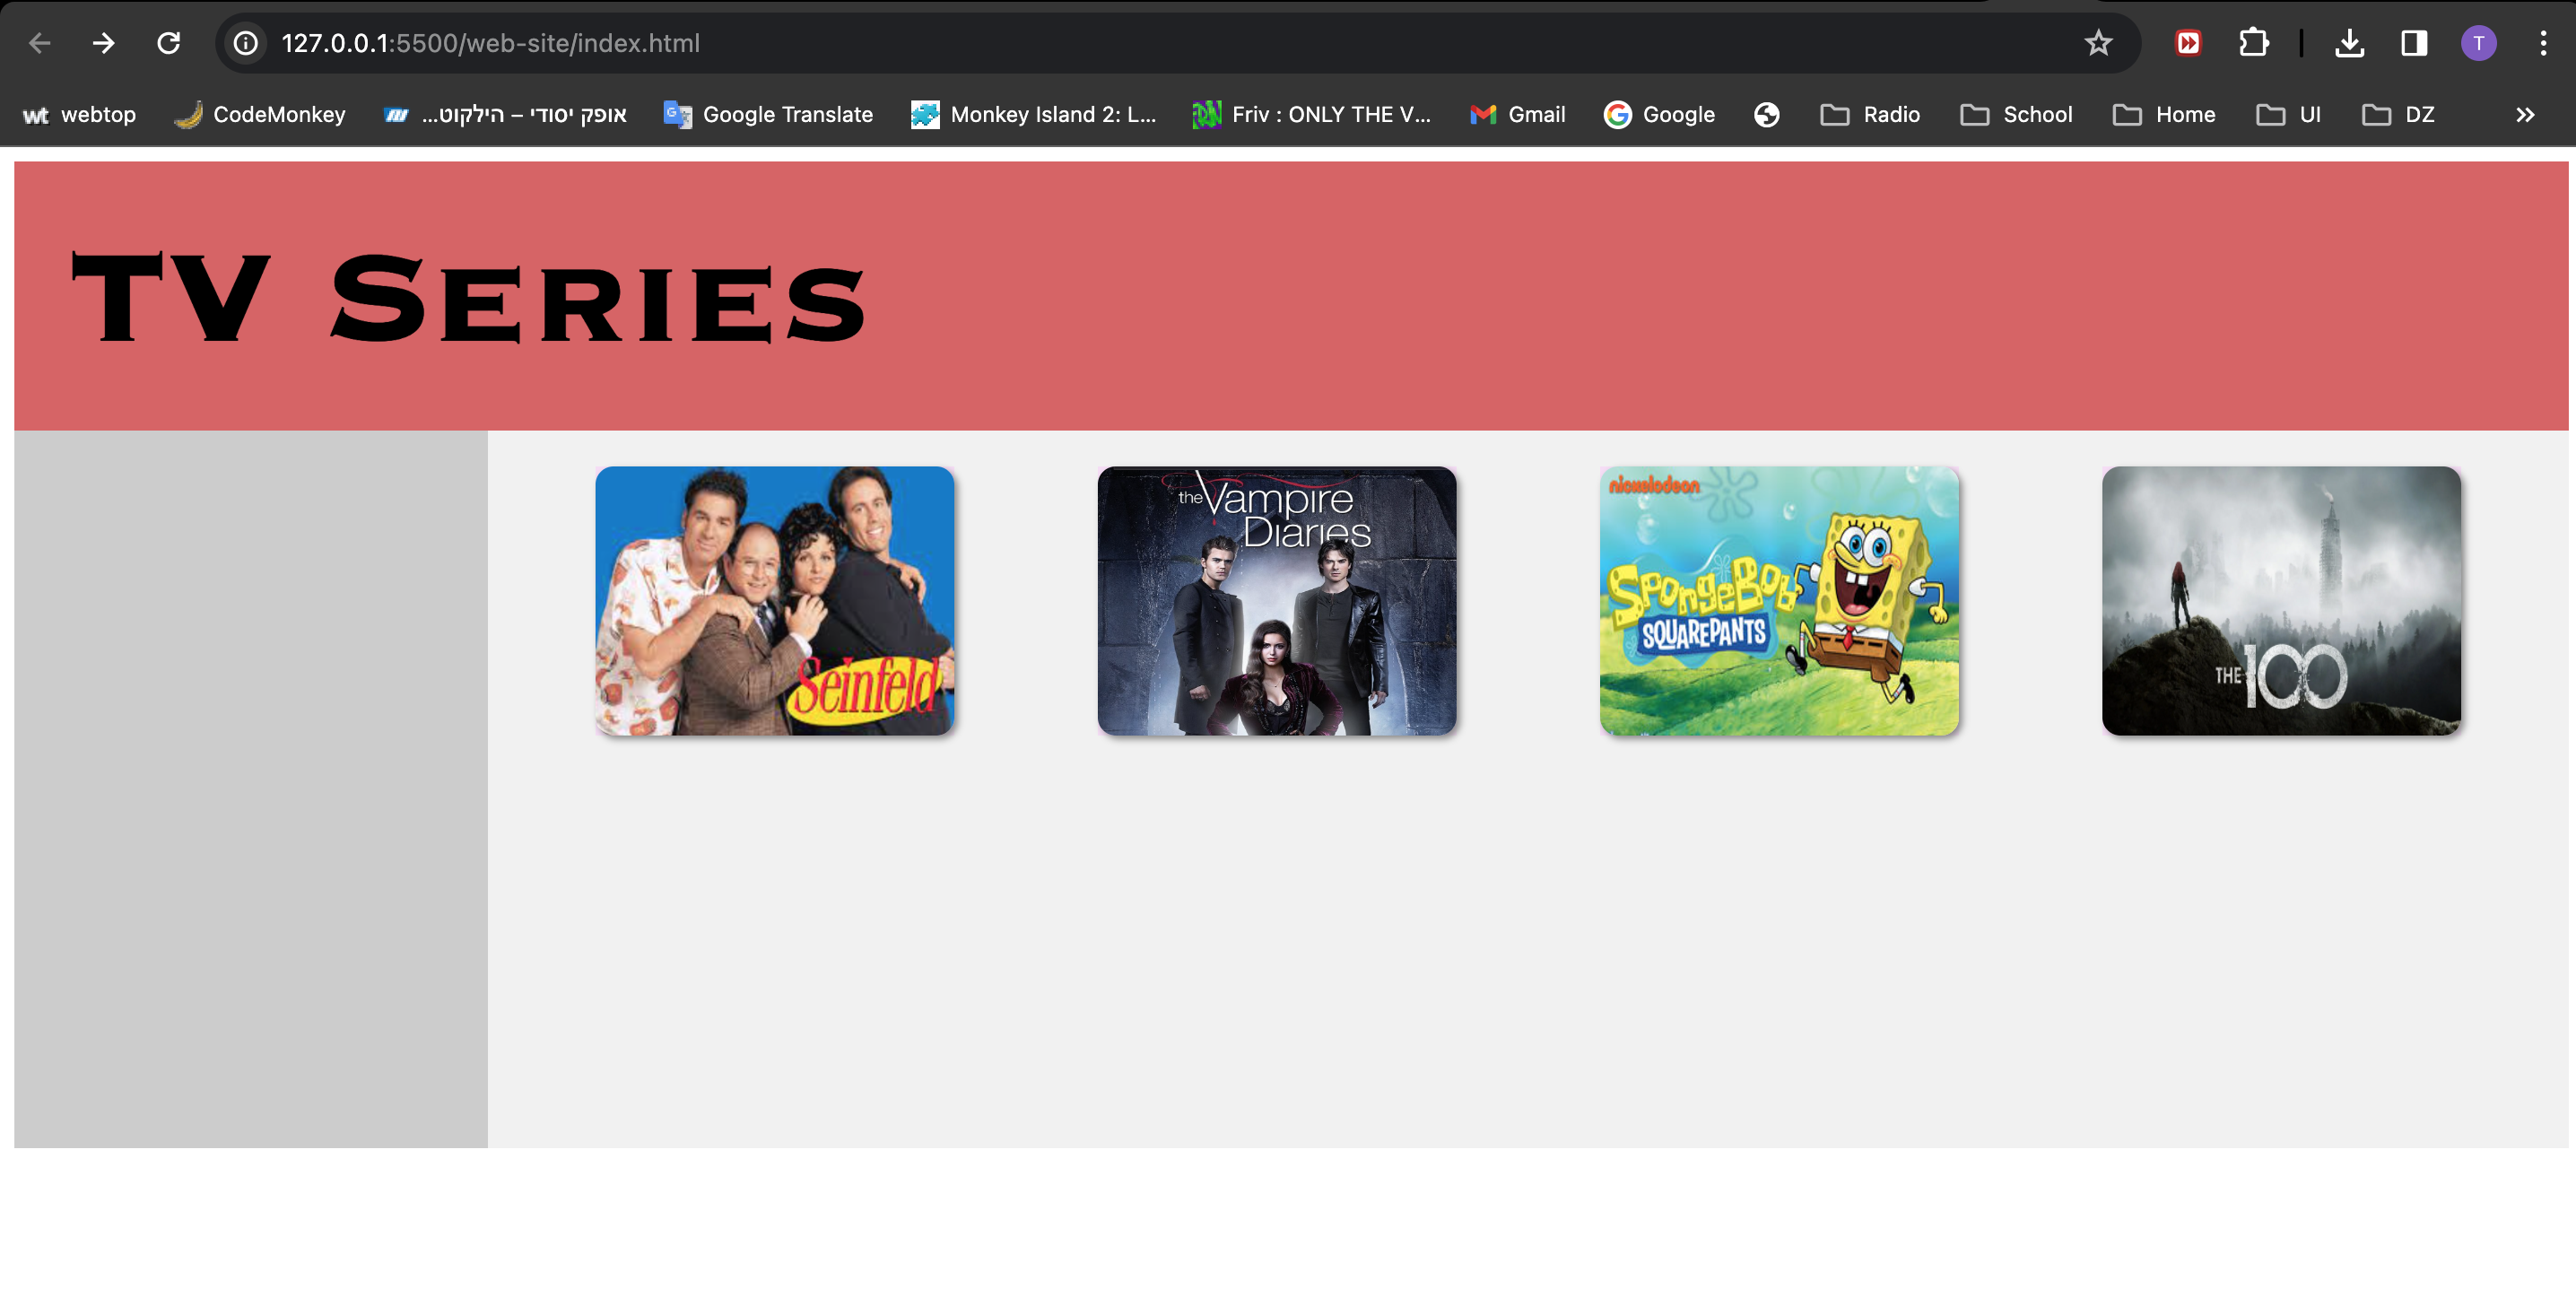 127.0.0.1:5500/web-site/index.html
T
wt webtop
CodeMonkey
אופק יסודי – הילקוט...
Google Translate
Monkey Island 2: L...
Friv : ONLY THE V...
Gmail
Google
Radio
School
Home
UI
DZ
TV Series
Seinfeld
the Vampire
Diaries
nickelodeon
SpongeBob
SQUAREPANTS
THE 100